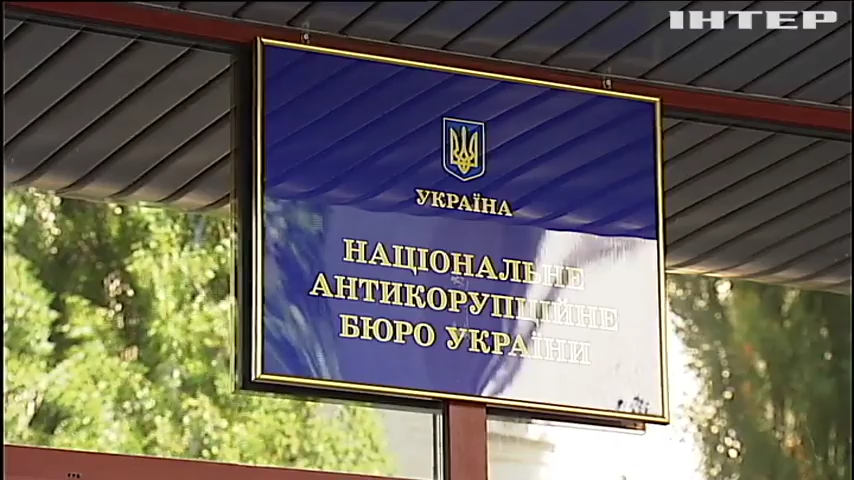 ІНТЕР
УКРАЇНА
НАЦІОНАЛЬНЕ
АНТИКОРУПЦІЙНЕ
БЮРО УКРАЇНИ